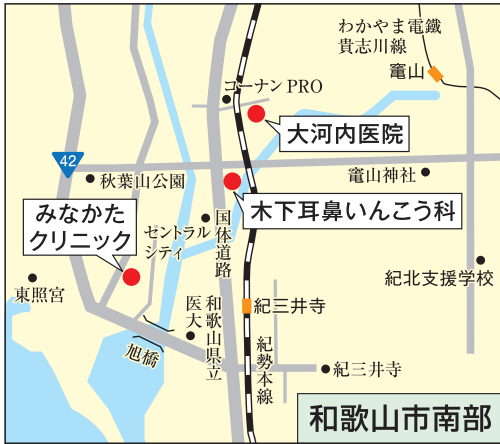 わかやま電鐵
貴志川線
竃山
コーナンPRO
大河内医院
42
秋葉山公園
竃山神社
みなかた
クリニック
木下耳鼻いんこう科
セントラル
シティ
国体道路
東照宮
紀北支援学校
和歌山県立
医大
紀三井寺
旭橋
紀勢本線
紀三井寺
和歌山市南部